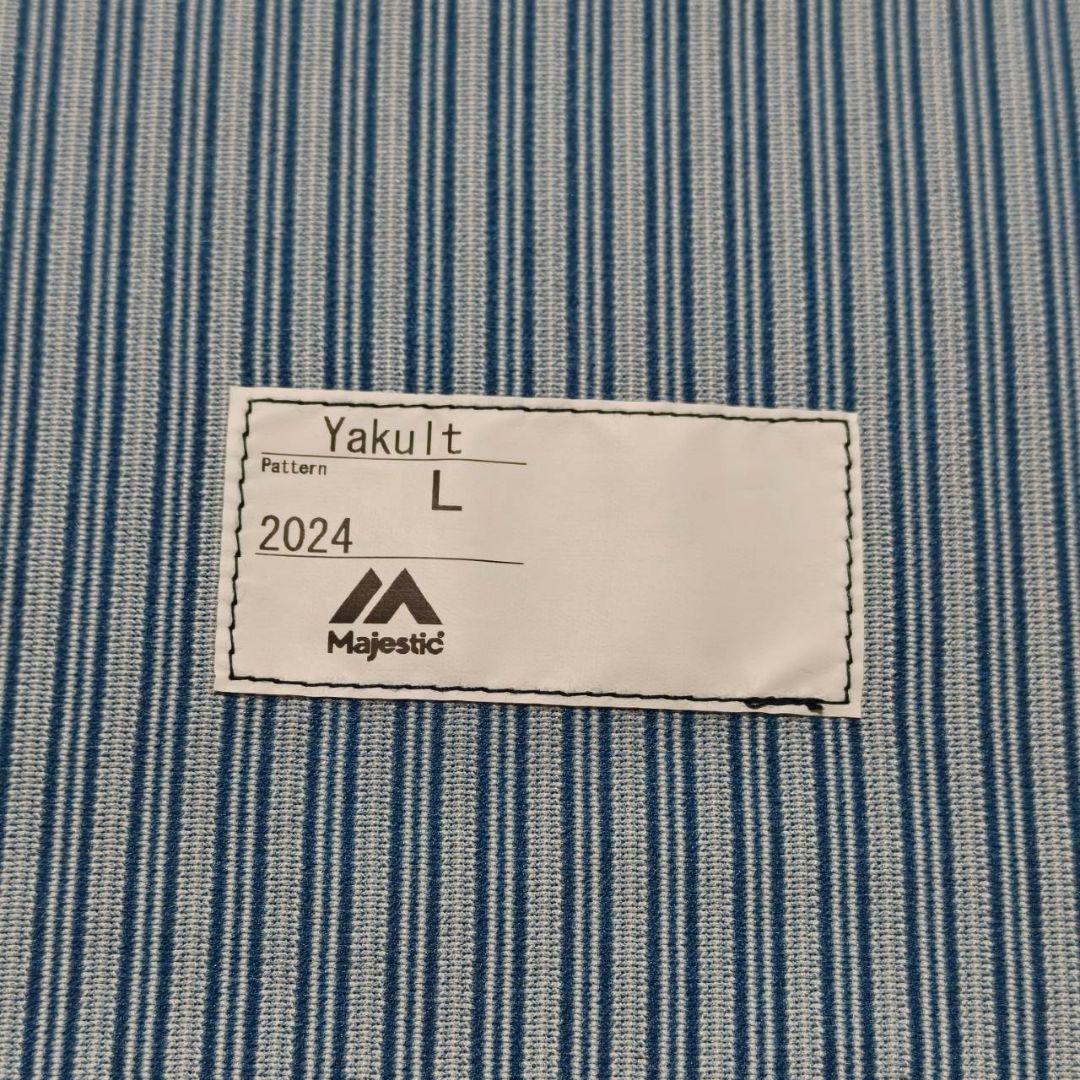 Yakult
Pattern
L
2024
Majestic